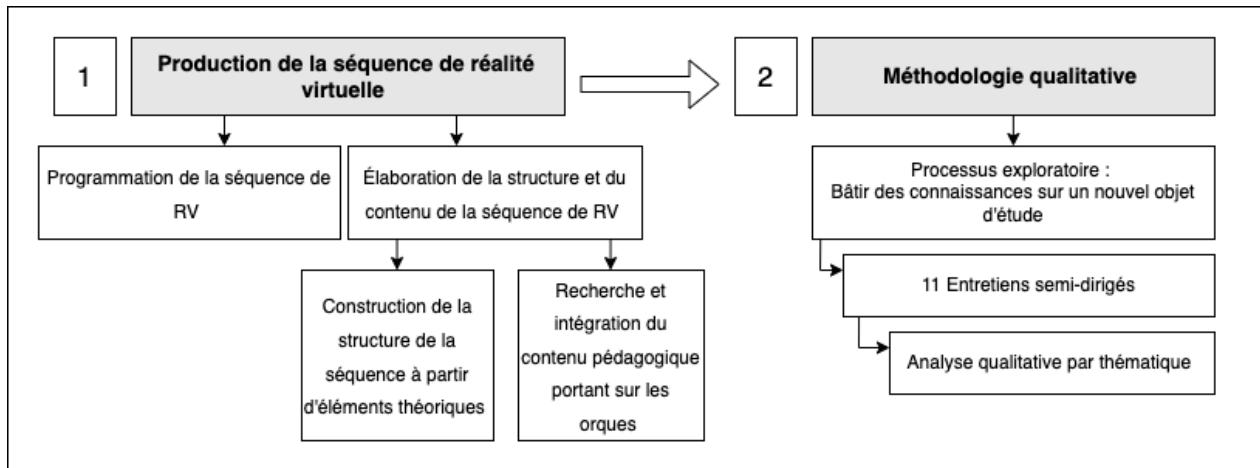 1
Production de la séquence de réalité
virtuelle
2
Méthodologie qualitative
Programmation de la séquence de
RV
Élaboration de la structure et du
contenu de la séquence de RV
Construction de la
structure de la
séquence à partir
d'éléments théoriques
Recherche et
intégration du
contenu pédagogique
portant sur les
orques
Processus exploratoire :
Bâtir des connaissances sur un nouvel objet
d'étude
11 Entretiens semi-dirigés
Analyse qualitative par thématique